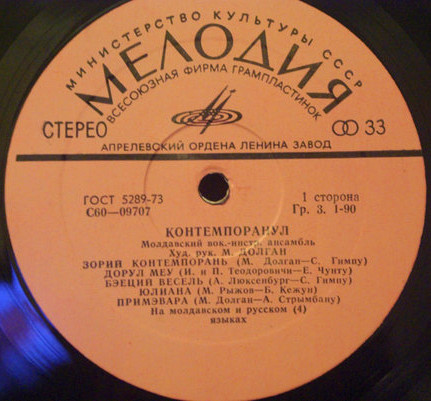 МИНИСТЕРСТВО КУЛЬТУРЫ СССР
МЕЛОДИЯ
ВСЕСОЮЗНАЯ ФИРМА ГРАМПЛАСТИНОК
СТЕРЕО
33
АПРЕЛЕВСКИЙ ОРДЕНА ЛЕНИНА ЗАВОД
ГОСТ 5289-73
С60—09707
1 сторона
Гр. 3. 1-90
КОНТЕМПОРАНУЛ
Молдавский вок.-инстр. ансамбль
Худ. рук. М. ДОЛГАН
ЗОРИЙ КОНТЕМПОРАНЬ (М. Долган—С. Гимпу)
ДОРУЛ МЕУ (И. и П. Теодоровичи—Е. Чунту)
БЭЕЦИЙ ВЕСЕЛЬ (А. Люксенбург—С. Гимпу)
ЮЛИАНА (М. Рыжов—Б. Кежун)
ПРИМЭВАРА (М. Долган—А. Стрымбану)
На молдавском и русском (4)
языках